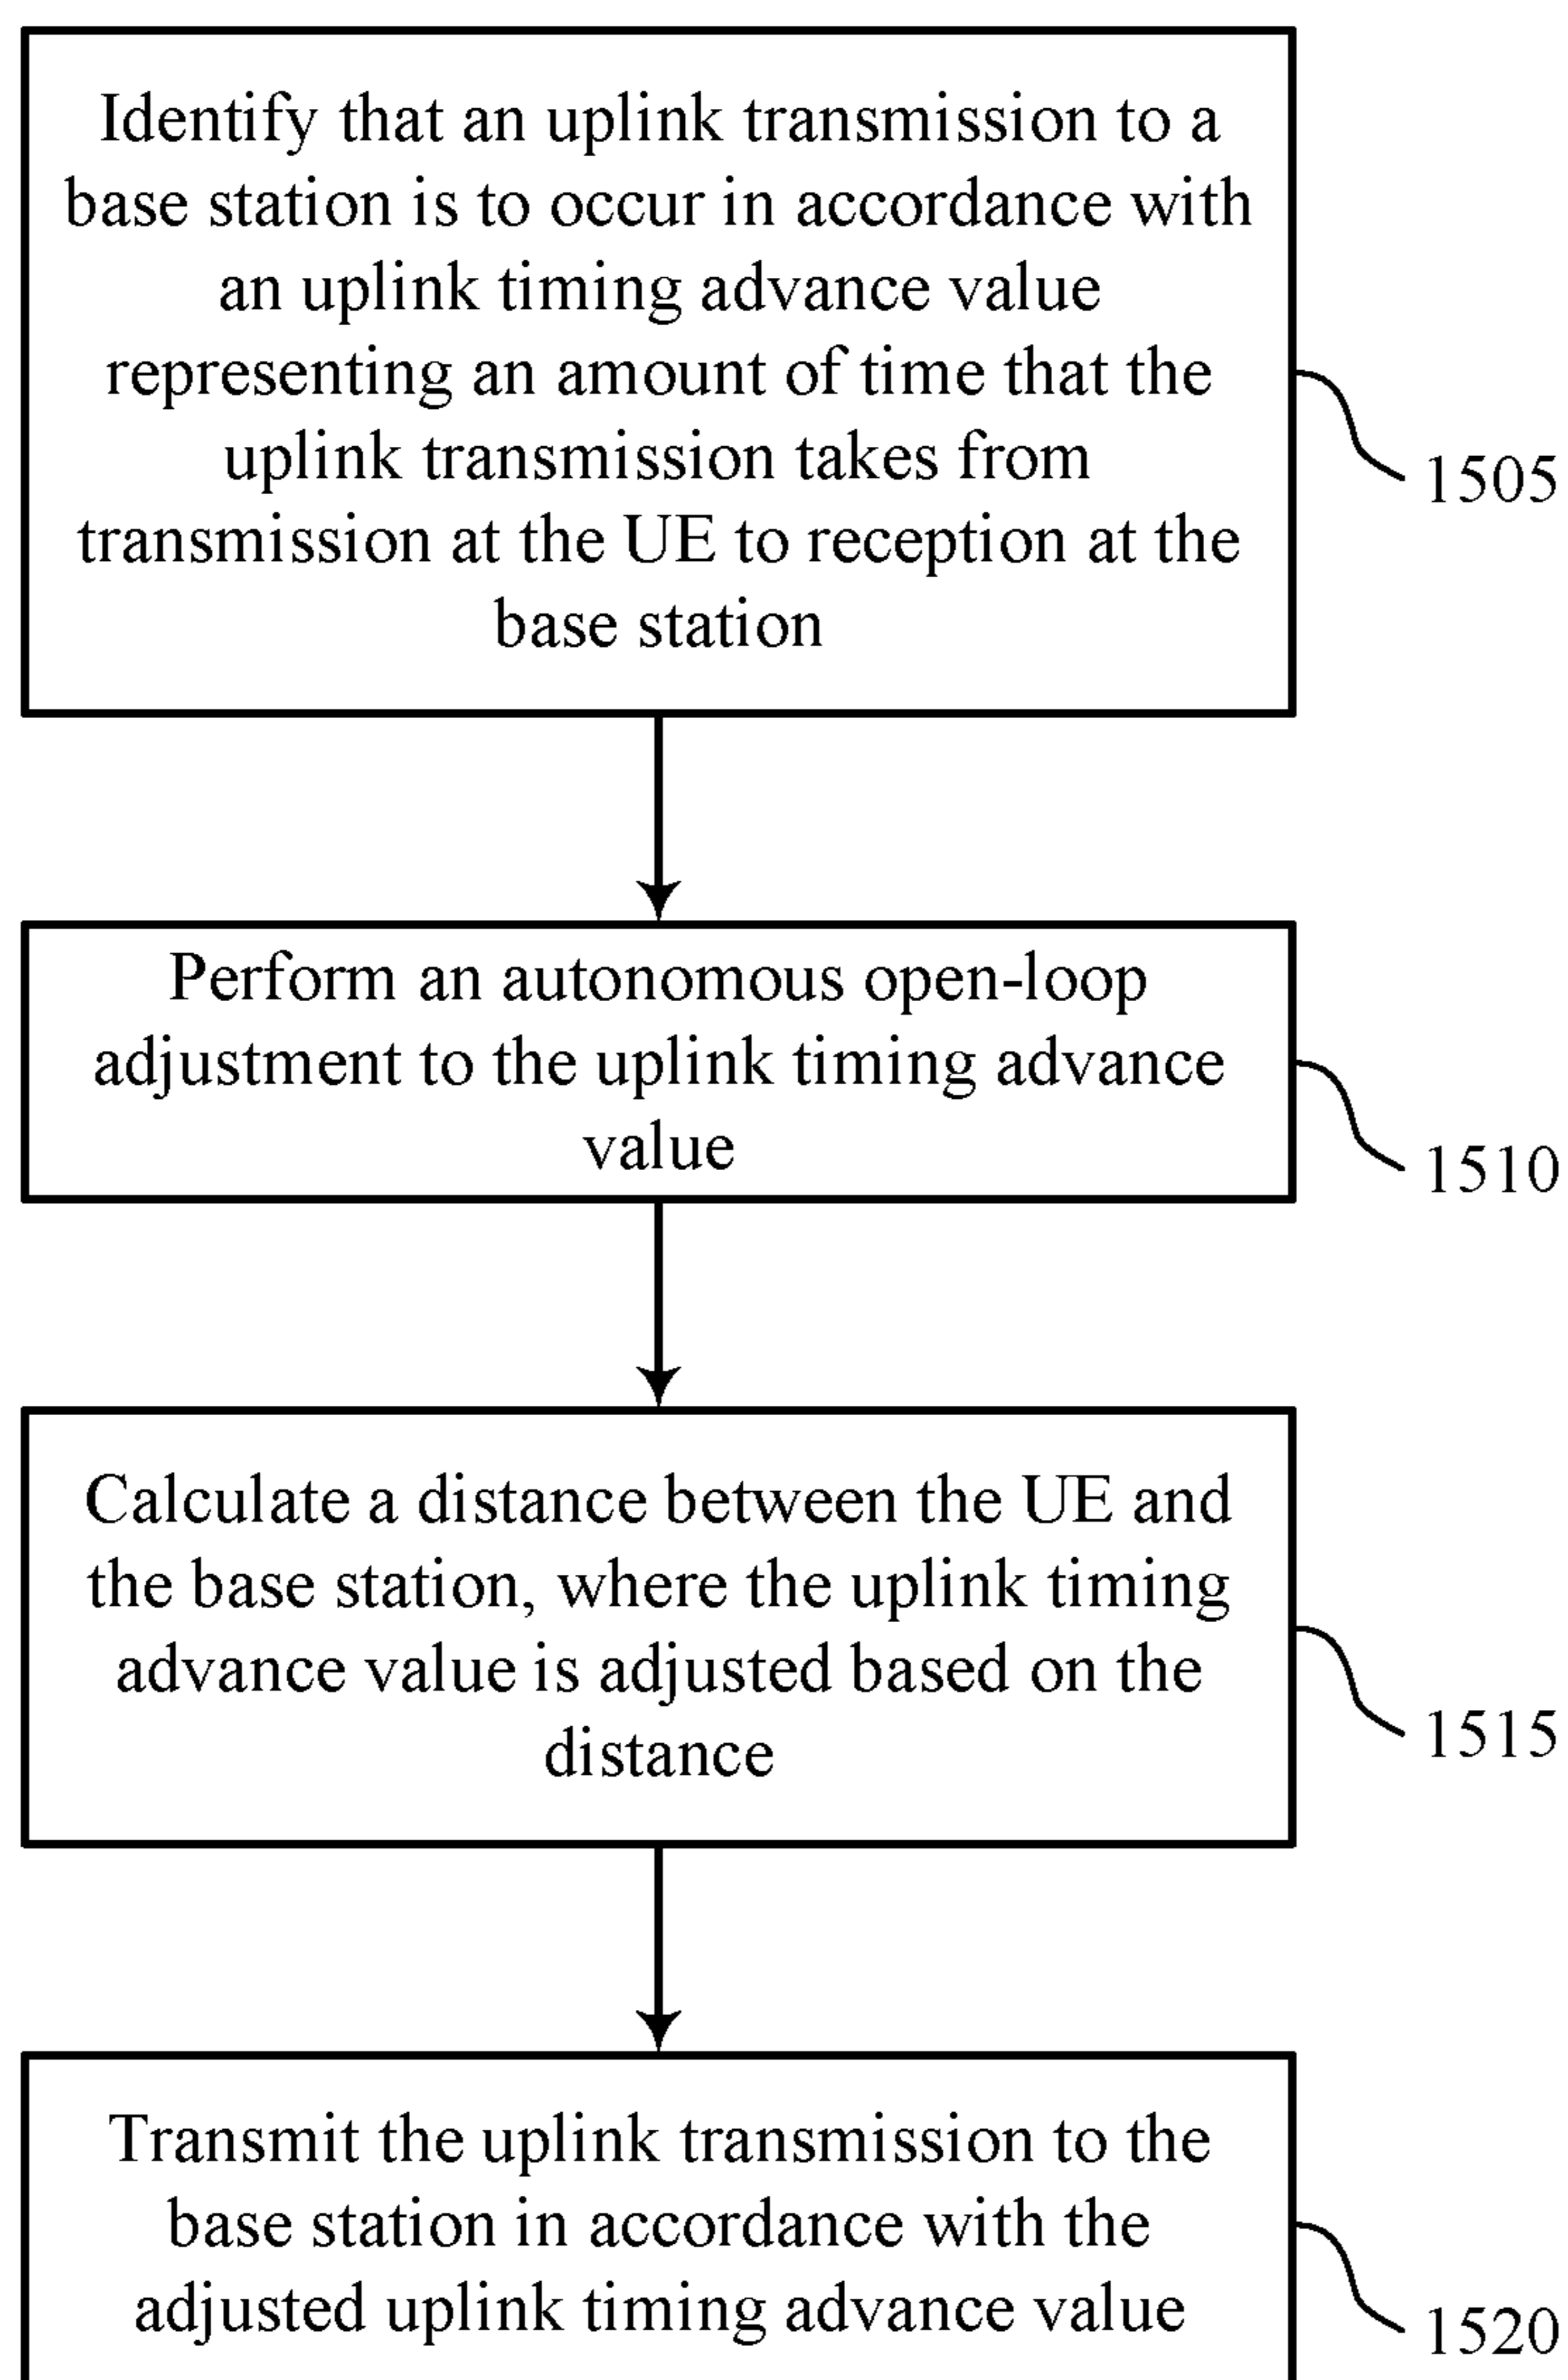 Identify that an uplink transmission to a
base station is to occur in accordance with
an uplink timing advance value
representing an amount of time that the
uplink transmission takes from
transmission at the UE to reception at the
base station
1505
Perform an autonomous open-loop
adjustment to the uplink timing advance
value
1510
Calculate a distance between the UE and
the base station, where the uplink timing
advance value is adjusted based on the
distance
1515
Transmit the uplink transmission to the
base station in accordance with the
adjusted uplink timing advance value
1520